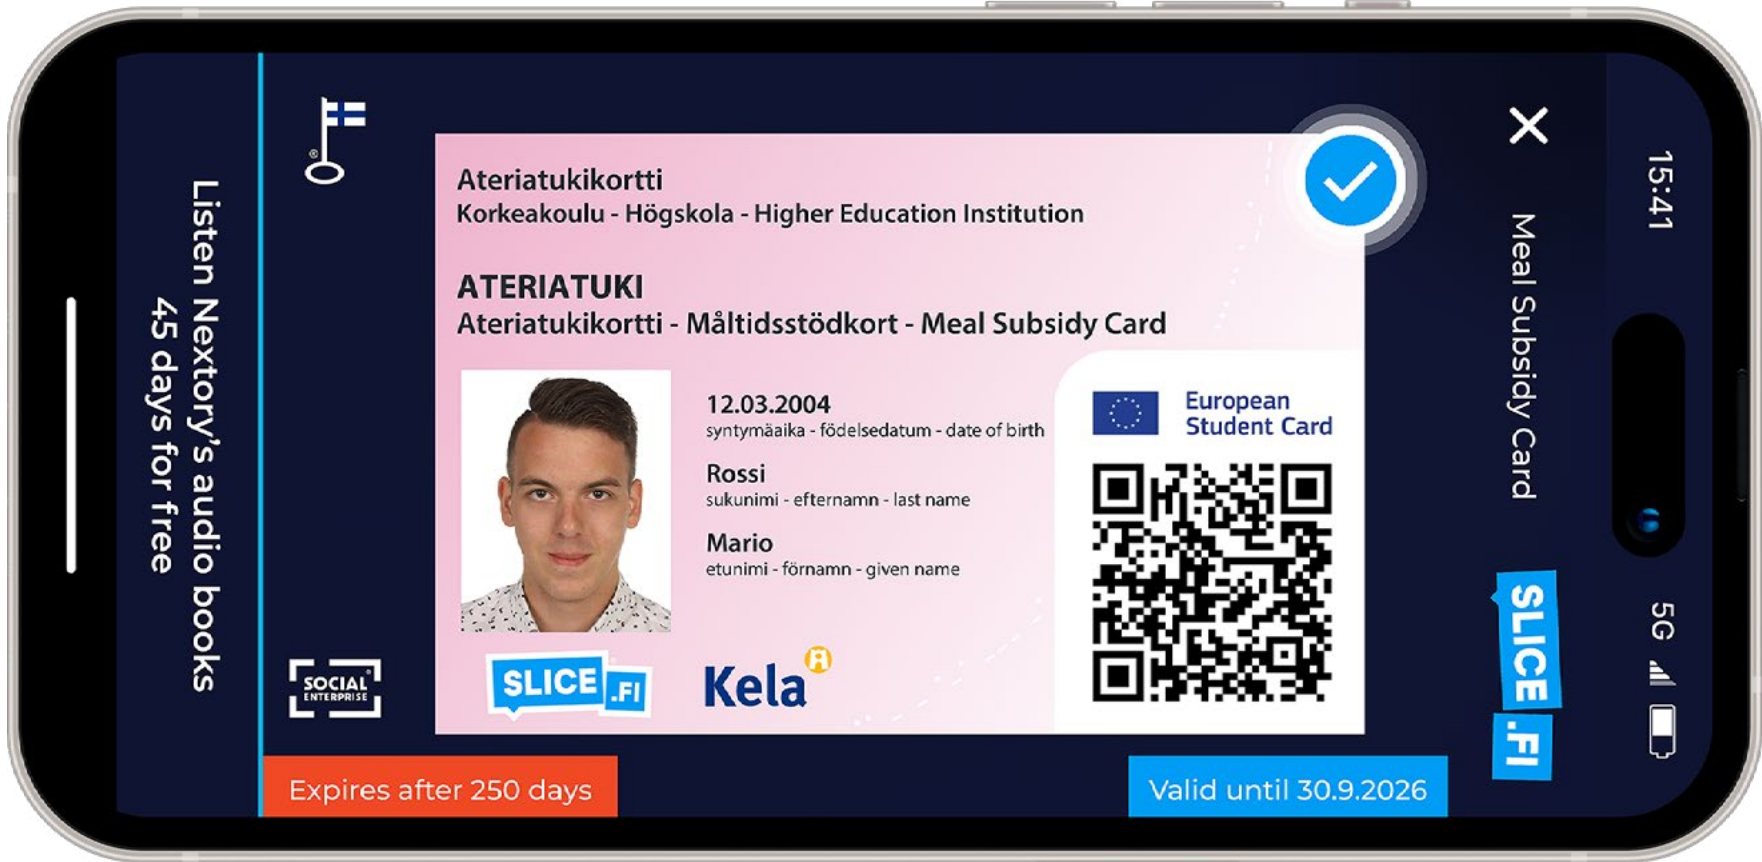 15:41
5G
Meal Subsidy Card
SLICE.FI
Ateriatukikortti
Korkeakoulu - Högskola - Higher Education Institution
ATERIATUKI
Ateriatukikortti - Måltidsstödkort - Meal Subsidy Card
12.03.2004
syntymäaika - födelsedatum - date of birth
Rossi
sukunimi - efternamn - last name
Mario
etunimi - förnamn - given name
European
Student Card
SLICE.FI
Kela
Expires after 250 days
Valid until 30.9.2026
SOCIAL
ENTERPRISE
Listen Nextory's audio books
45 days for free